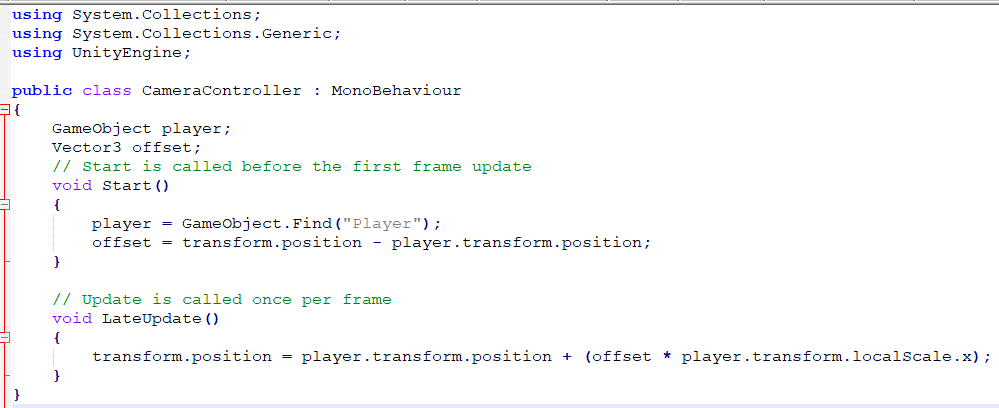 using System.Collections;
using System.Collections.Generic;
using UnityEngine;
public class CameraController : MonoBehaviour
{
    GameObject player;
    Vector3 offset;
    // Start is called before the first frame update
    void Start()
    {
        player = GameObject.Find("Player");
        offset = transform.position - player.transform.position;
    }
    // Update is called once per frame
    void LateUpdate()
    {
        transform.position = player.transform.position + (offset * player.transform.localScale.x);
    }
}